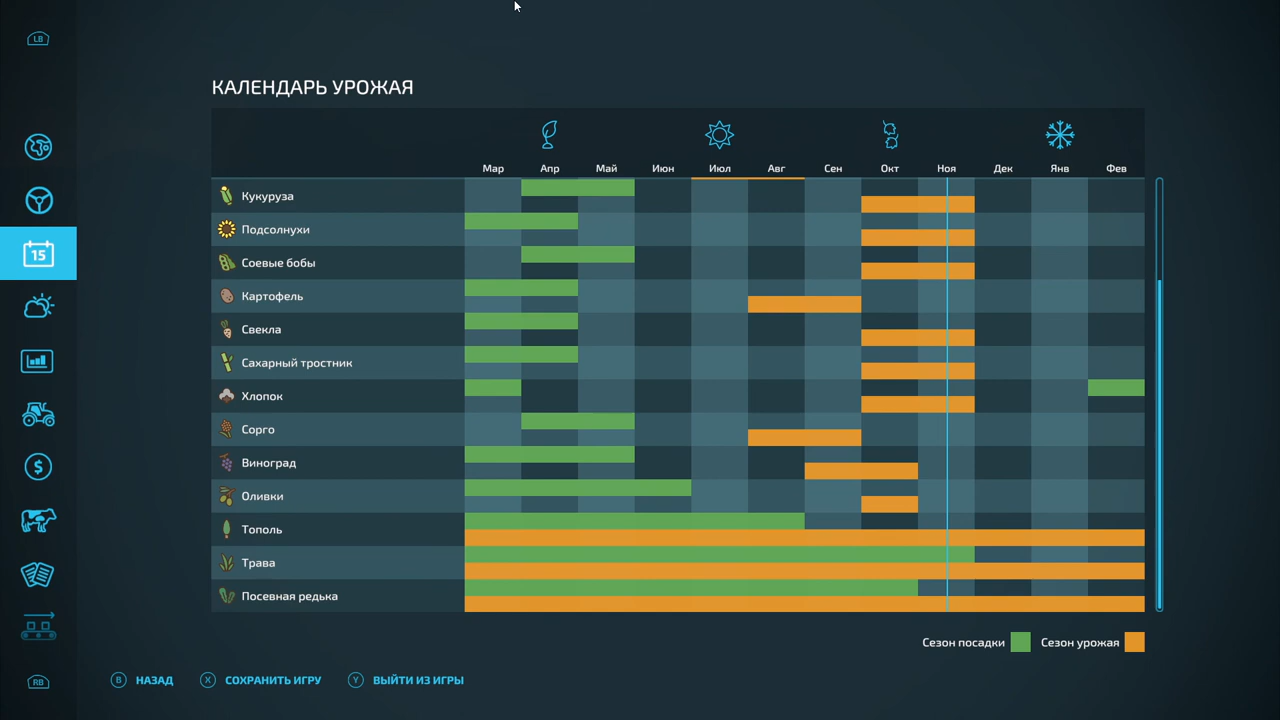 LB
КАЛЕНДАРЬ УРОЖАЯ
Мар Апр Май Июн Июл Авг Сен Окт Ноя Дек Янв Фев
Кукуруза
Подсолнухи
15
Соевые бобы
Картофель
Свекла
Сахарный тростник
Хлопок
Сорго
Виноград
$
Оливки
Тополь
Трава
Посевная редька
Сезон посадки Сезон урожая
B НАЗАД X СОХРАНИТЬ ИГРУ Y ВЫЙТИ ИЗ ИГРЫ
RB